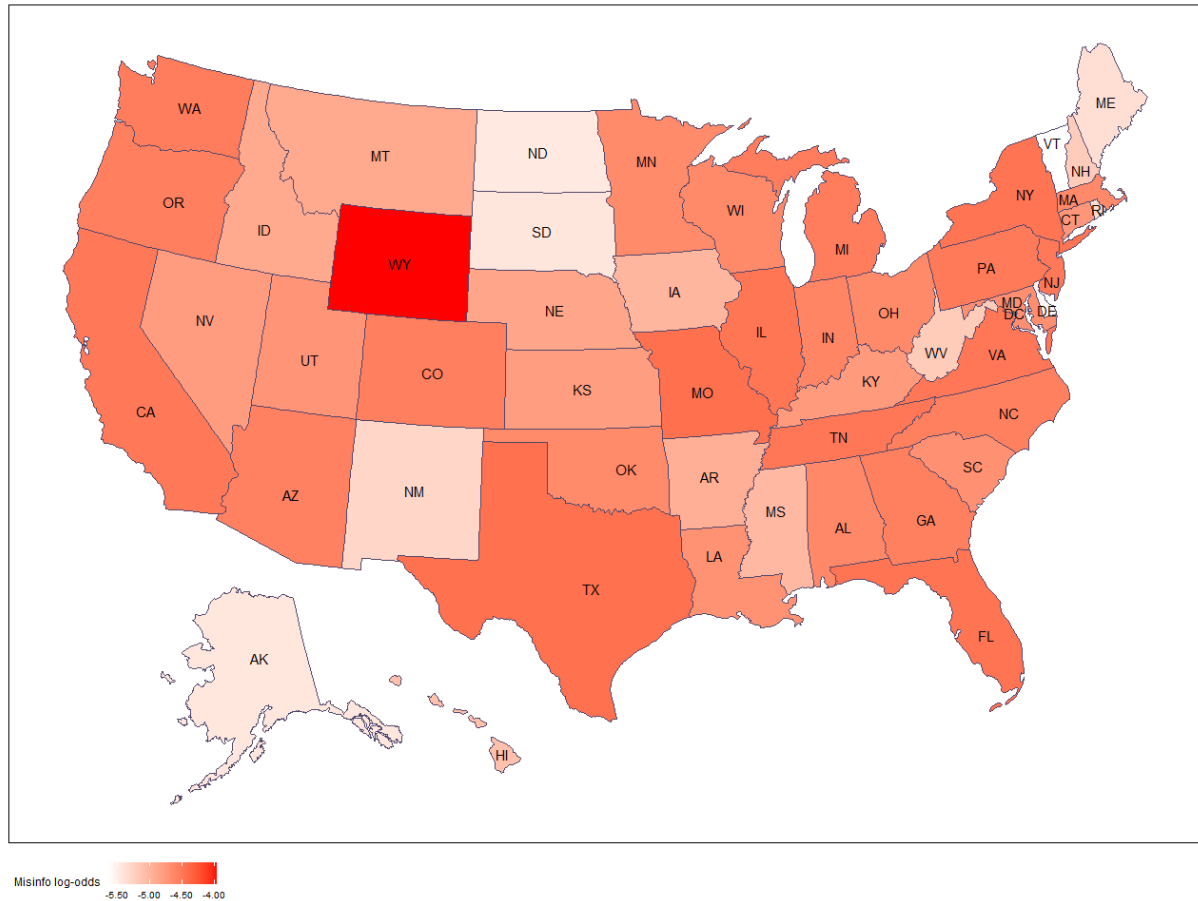 ME
WA
VT
ND
MT
MN
NH
OR
MA
NY
RI
WI
CT
ID
SD
MI
WY
PA
NJ
IA
MD
NE
OH
DE
DC
NV
IL
IN
WV
VA
UT
CO
KY
KS
MO
CA
NC
TN
OK
SC
AR
NM
AZ
MS
GA
AL
LA
TX
FL
AK
HI
Misinfo log-odds
-5.50 -5.00 -4.50 -4.00